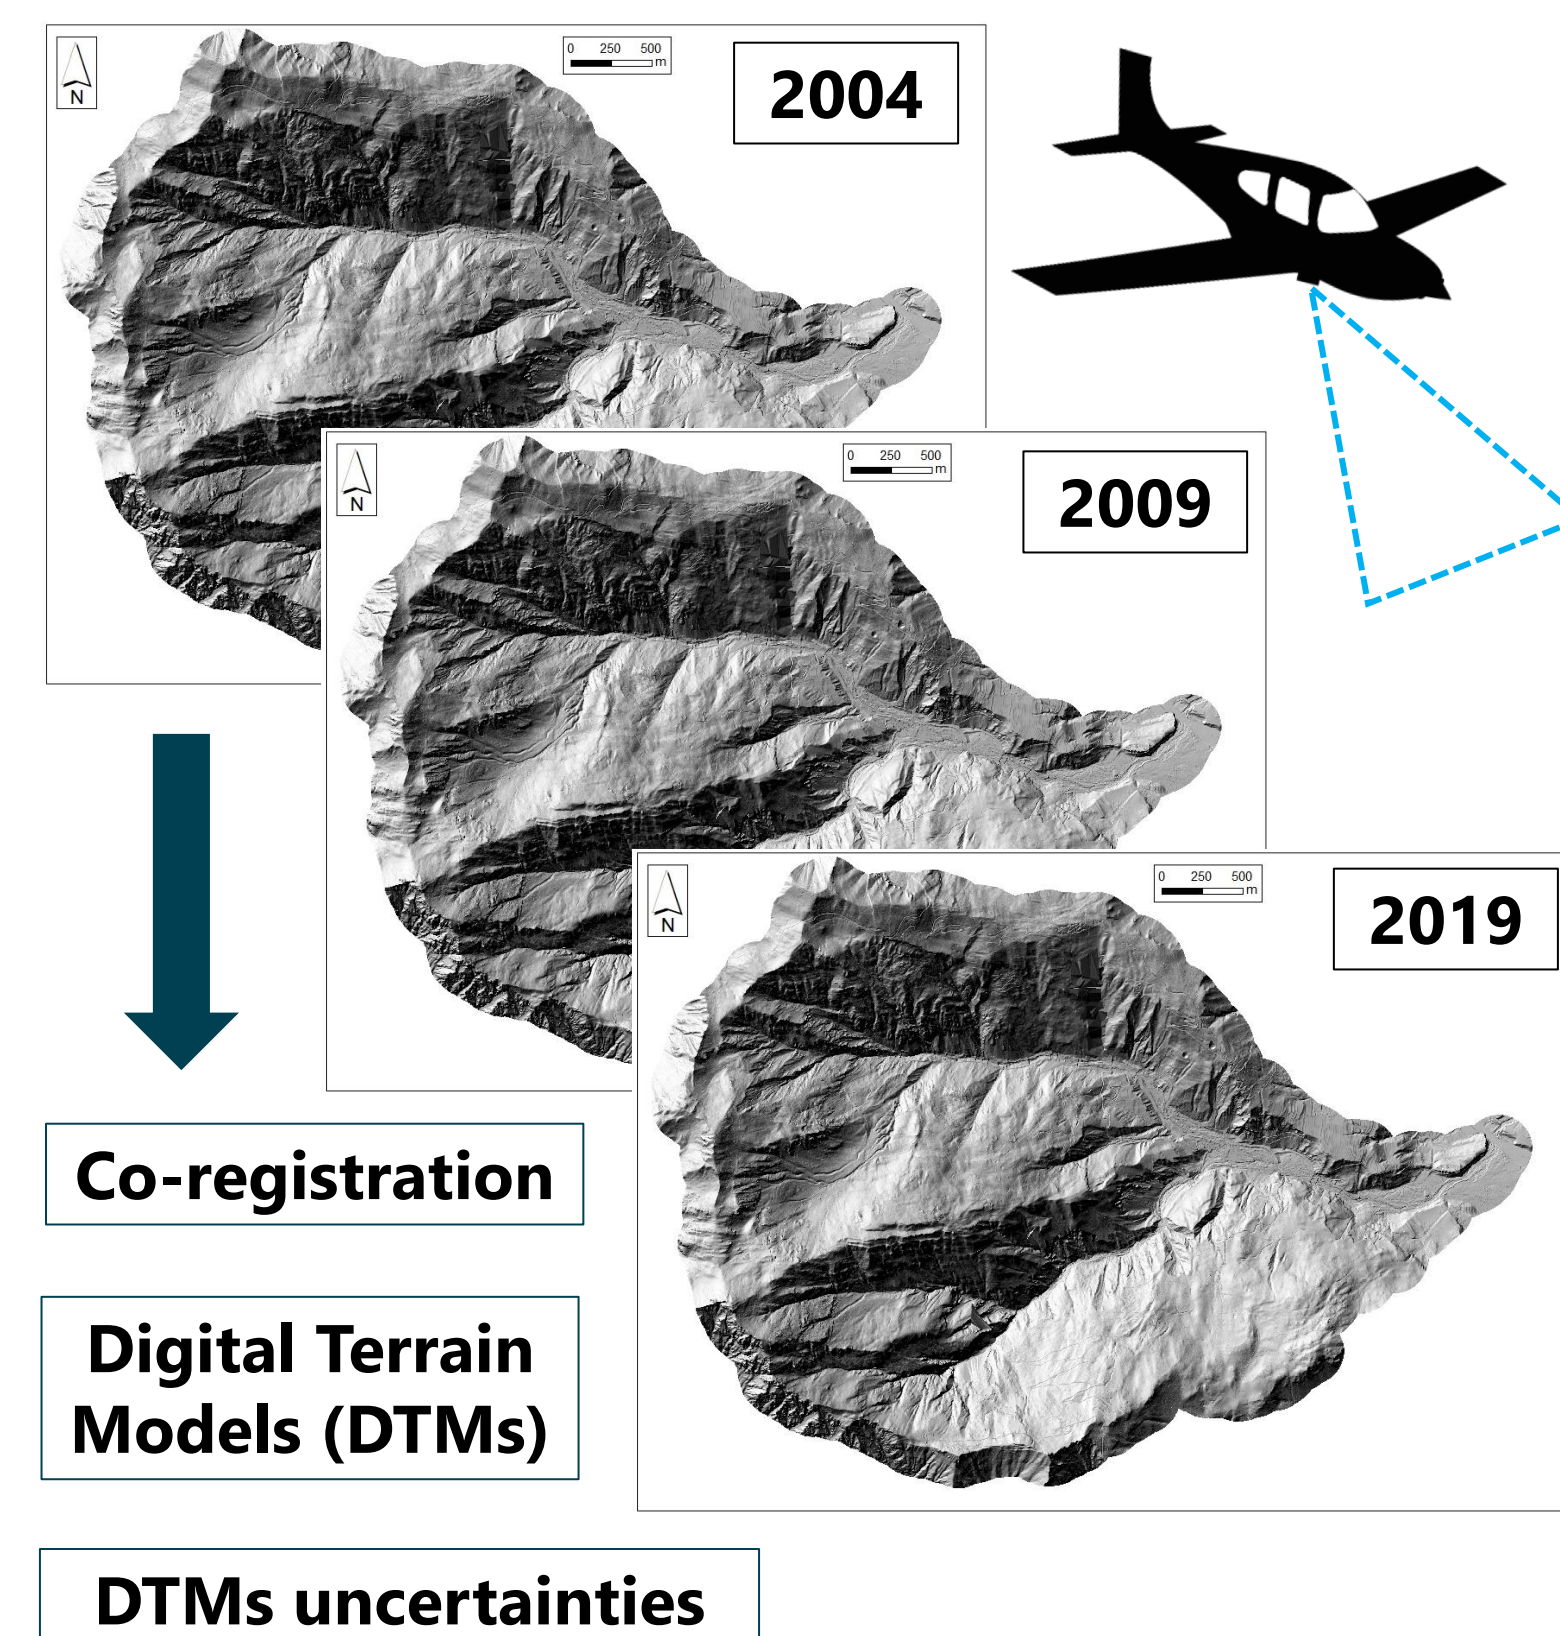 0 250 500
m
N
2004
0 250 500
m
N
2009
0 250 500
m
N
2019
Co-registration
Digital Terrain
Models (DTMs)
DTMs uncertainties